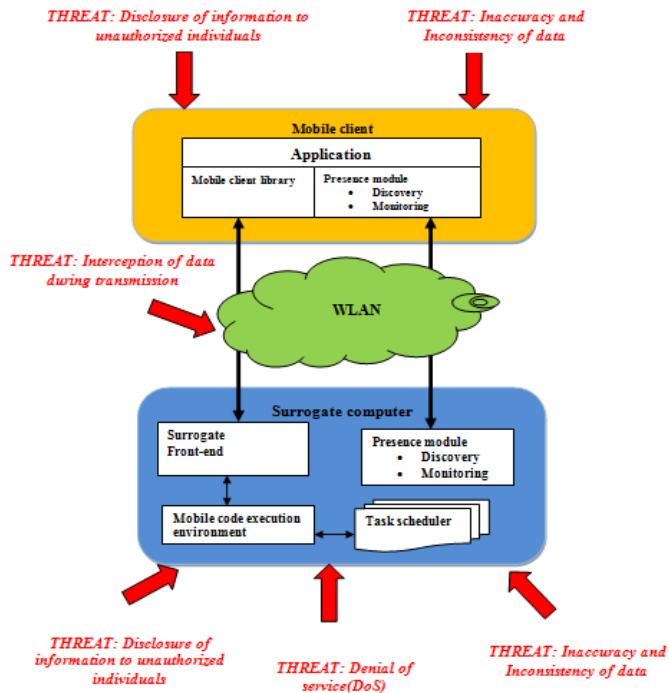 THREAT: Disclosure of information to
unauthorized individuals
THREAT: Inaccuracy and
Inconsistency of data
Mobile client
Application
Mobile client library
Presence module
• Discovery
• Monitoring
THREAT: Interception of data
during transmission
WLAN
Surrogate computer
Surrogate
Front-end
Presence module
• Discovery
• Monitoring
Mobile code execution
environment
Task scheduler
THREAT: Disclosure of
information to unauthorized
individuals
THREAT: Denial of
service(DoS)
THREAT: Inaccuracy and
Inconsistency of data